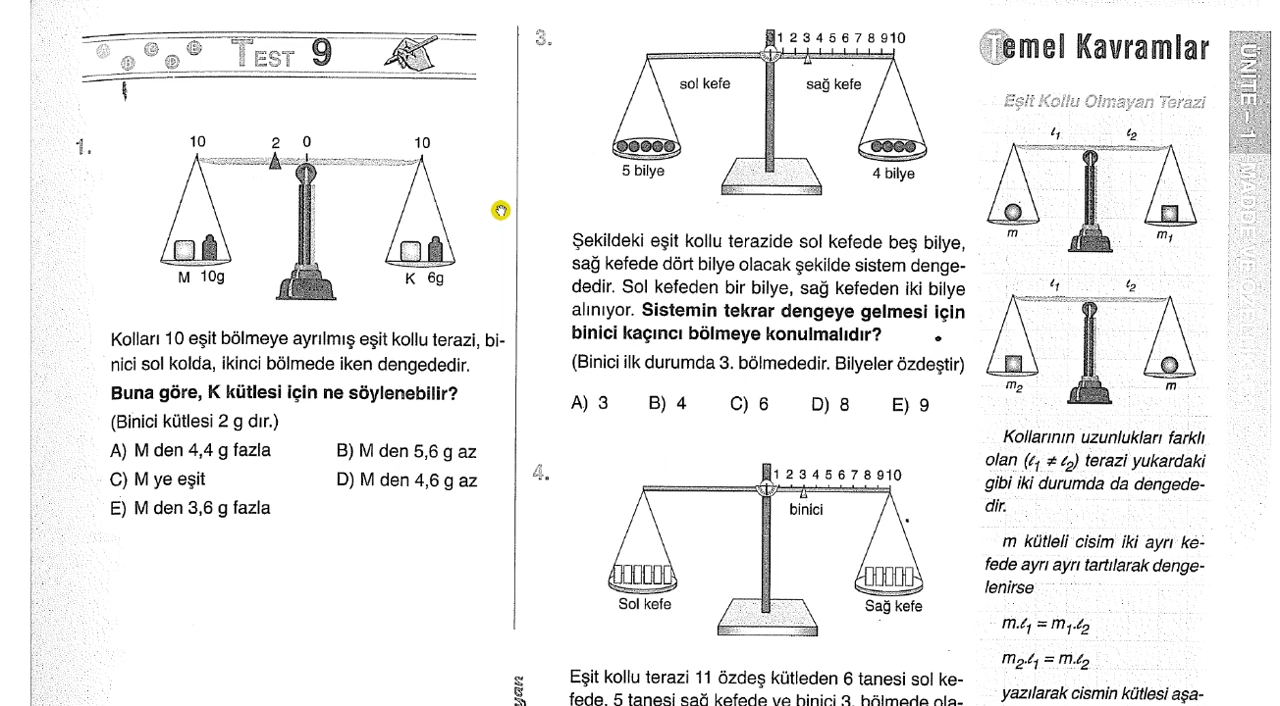 A B C D E
TEST 9
1.
10 2 0 10
M 10g
K 6g
Kolları 10 eşit bölmeye ayrılmış eşit kollu terazi, bi-
nici sol kolda, ikinci bölmede iken dengededir.
Buna göre, K kütlesi için ne söylenebilir?
(Binici kütlesi 2 g dır.)
A) M den 4,4 g fazla
B) M den 5,6 g az
C) M ye eşit
D) M den 4,6 g az
E) M den 3,6 g fazla
3.
1 2 3 4 5 6 7 8 9 10
sol kefe
sağ kefe
5 bilye
4 bilye
Şekildeki eşit kollu terazide sol kefede beş bilye,
sağ kefede dört bilye olacak şekilde sistem denge-
dedir. Sol kefeden bir bilye, sağ kefeden iki bilye
alınıyor. Sistemin tekrar dengeye gelmesi için
binici kaçıncı bölmeye konulmalıdır?
(Binici ilk durumda 3. bölmededir. Bilyeler özdeştir)
A) 3 B) 4 C) 6 D) 8 E) 9
4.
1 2 3 4 5 6 7 8 9 10
binici
Sol kefe
Sağ kefe
Eşit kollu terazi 11 özdeş kütleden 6 tanesi sol ke-
fede, 5 tanesi sağ kefede ve binici 3. bölmede ola-
yan
Temel Kavramlar
Eşit Kollu Olmayan Terazi
ℓ₁ ℓ₂
m
m₁
ℓ₁ ℓ₂
m₂
m
Kollarının uzunlukları farklı
olan (ℓ₁ ≠ ℓ₂) terazi yukardaki
gibi iki durumda da dengede-
dir.
m kütleli cisim iki ayrı ke-
fede ayrı ayrı tartılarak denge-
lenirse
m.ℓ₁ = m₁.ℓ₂
m₂.ℓ₁ = m.ℓ₂
yazılarak cismin kütlesi aşa-
ÜNİTE – 1 MADDE VE ÖZ